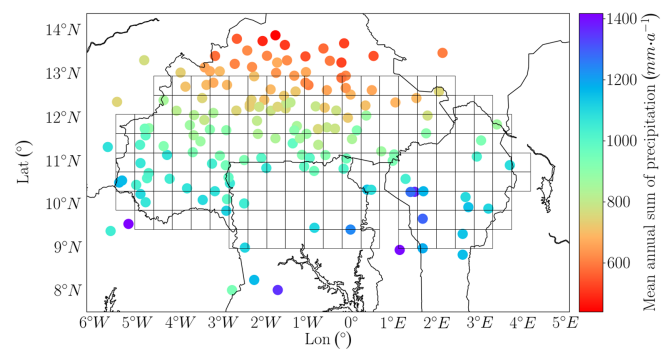 14°N
13°N
12°N
11°N
10°N
9°N
8°N
Lat (°)
6°W 5°W 4°W 3°W 2°W 1°W 0° 1°E 2°E 3°E 4°E 5°E
Lon (°)
1400
1200
1000
800
600
Mean annual sum of precipitation (mm·a⁻¹)